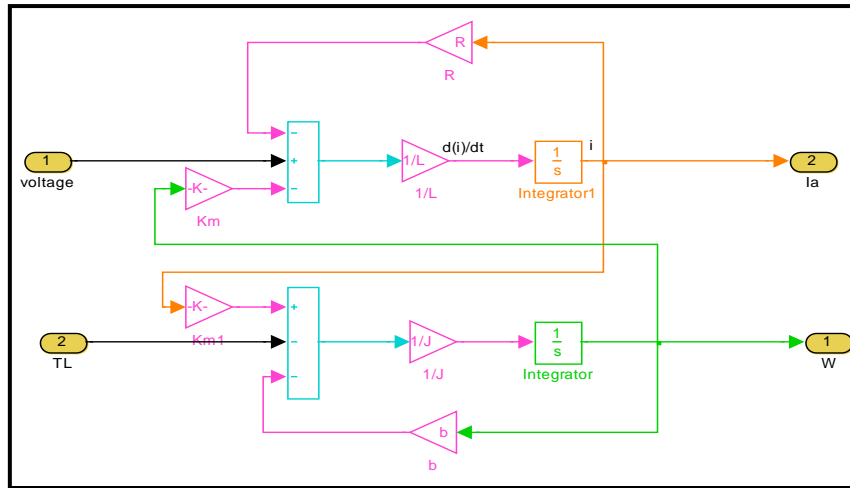 R
R
−
1
voltage
+
1/L
d(i)/dt
1
s
i
2
Ia
-K-
−
Km
1/L
Integrator1
-K-
+
Km1
2
TL
−
1/J
1
s
1
W
−
1/J
Integrator
b
b